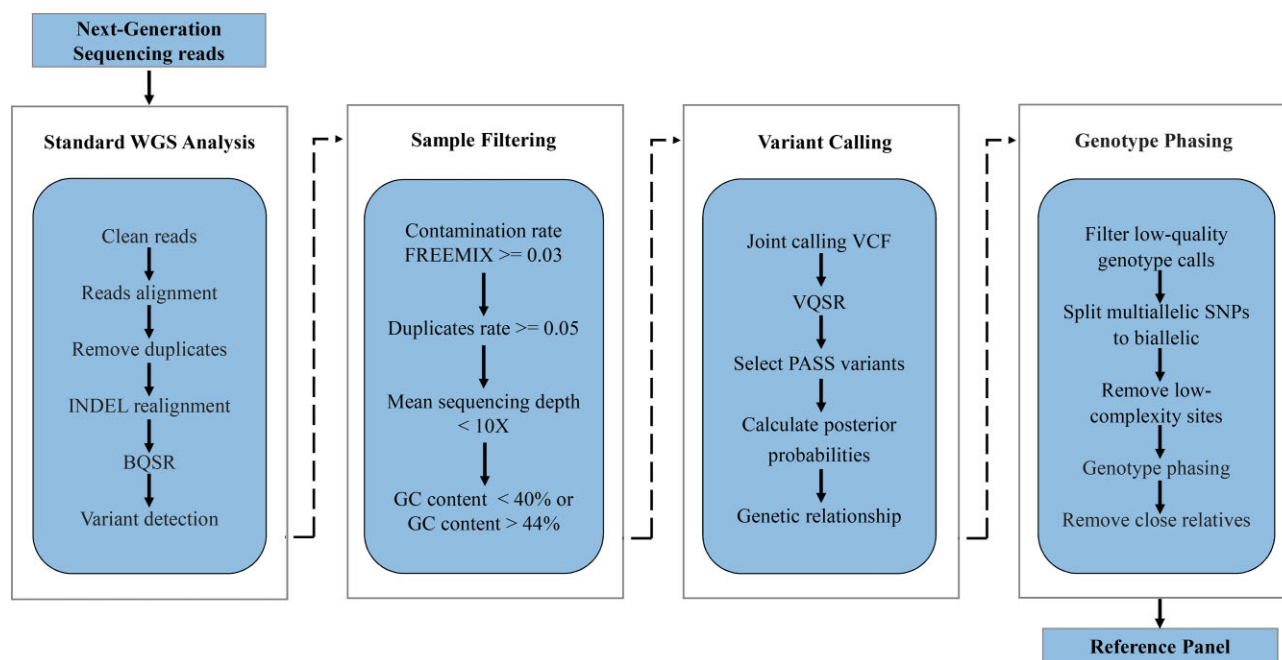 Next-Generation
Sequencing reads
Standard WGS Analysis
Clean reads
Reads alignment
Remove duplicates
INDEL realignment
BQSR
Variant detection
Sample Filtering
Contamination rate
FREEMIX >= 0.03
Duplicates rate >= 0.05
Mean sequencing depth
< 10X
GC content < 40% or
GC content > 44%
Variant Calling
Joint calling VCF
VQSR
Select PASS variants
Calculate posterior
probabilities
Genetic relationship
Genotype Phasing
Filter low-quality
genotype calls
Split multiallelic SNPs
to biallelic
Remove low-
complexity sites
Genotype phasing
Remove close relatives
Reference Panel